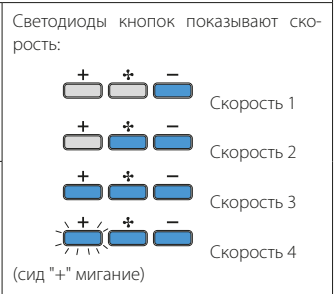 Светодиоды кнопок показывают ско-
рость:
+ –
Скорость 1
+ –
Скорость 2
+ –
Скорость 3
+ –
Скорость 4
(сид "+" мигание)